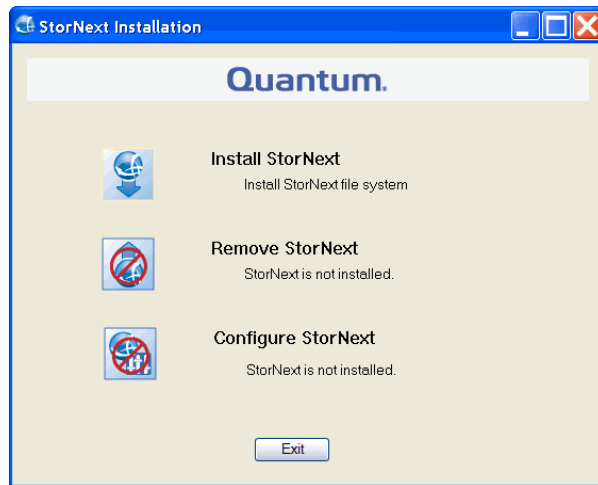 StorNext Installation
Quantum.
Install StorNext
Install StorNext file system
Remove StorNext
StorNext is not installed.
Configure StorNext
StorNext is not installed.
Exit